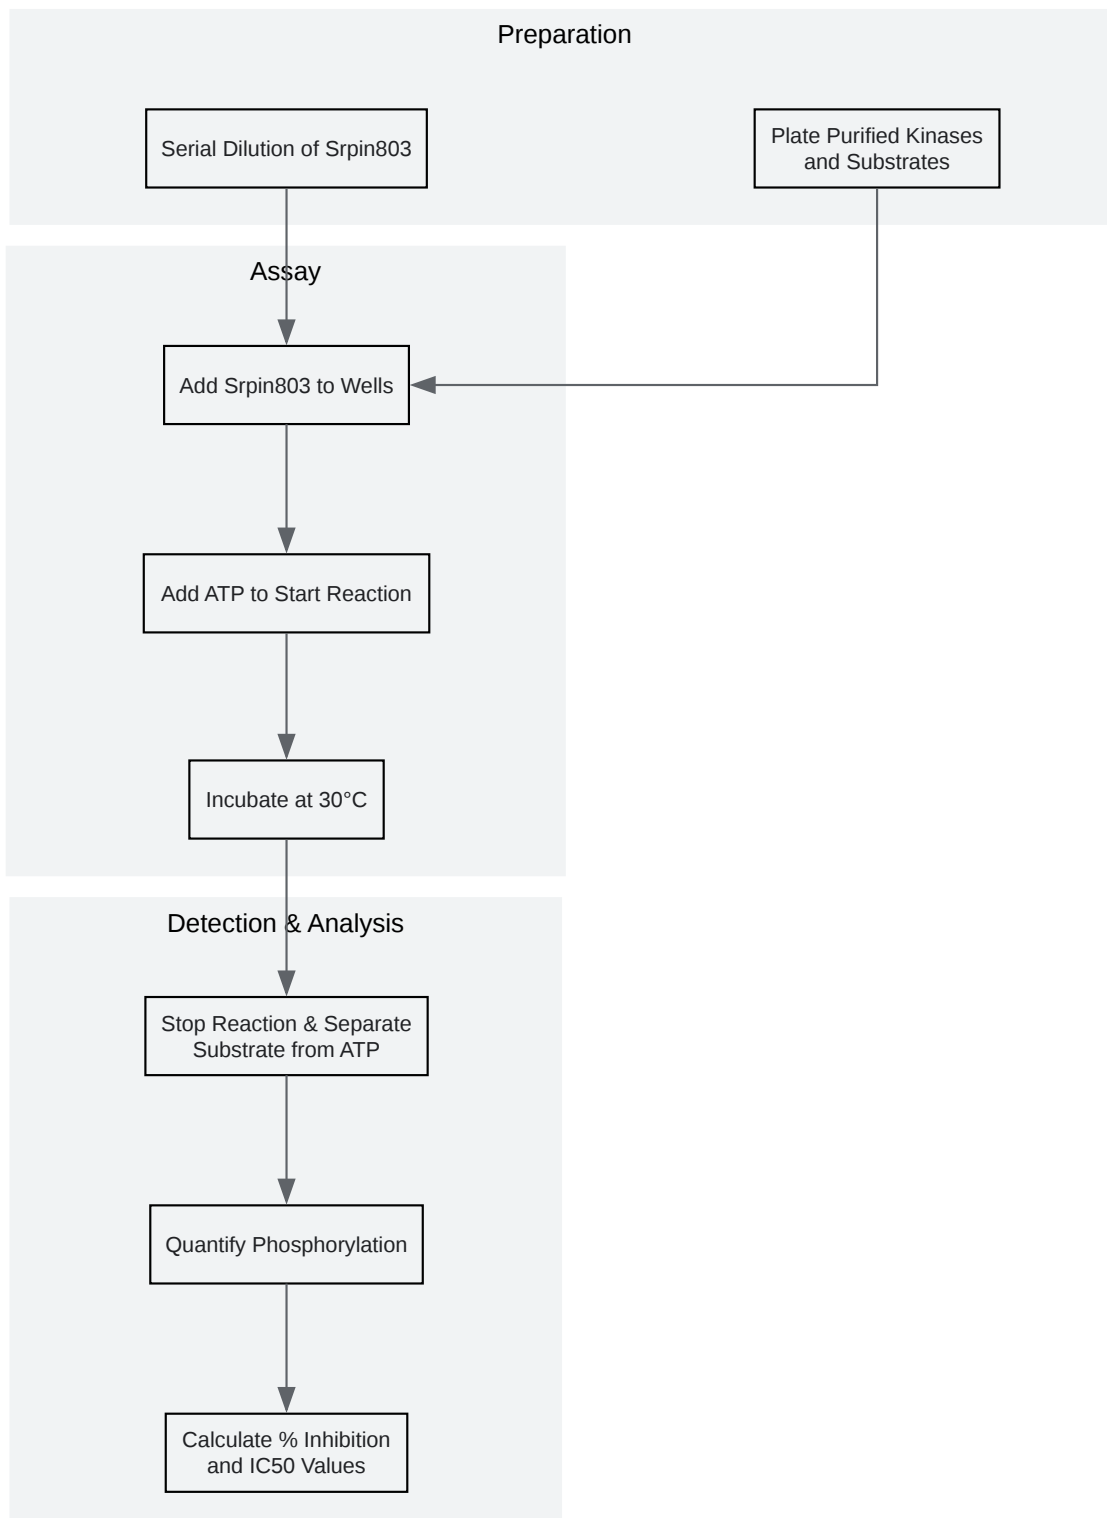 Preparation
Serial Dilution of Srpin803
Plate Purified Kinases
and Substrates
Assay
Add Srpin803 to Wells
Add ATP to Start Reaction
Incubate at 30°C
Detection & Analysis
Stop Reaction & Separate
Substrate from ATP
Quantify Phosphorylation
Calculate % Inhibition
and IC50 Values